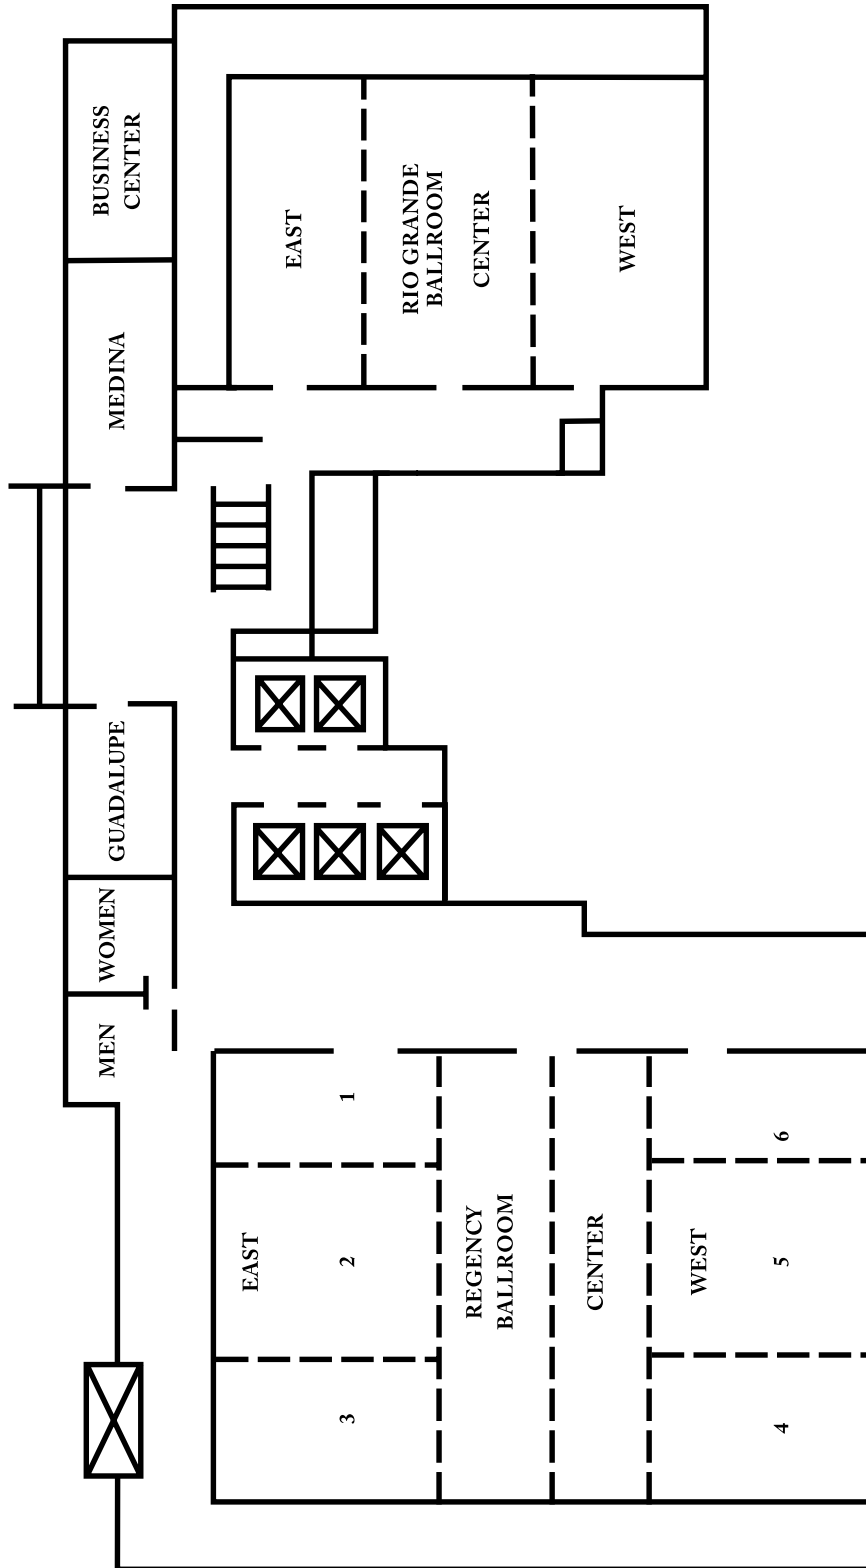 BUSINESS
CENTER
MEDINA
GUADALUPE
WOMEN
MEN
EAST
RIO GRANDE
BALLROOM
CENTER
WEST
EAST
1
2
3
REGENCY
BALLROOM
CENTER
WEST
6
5
4